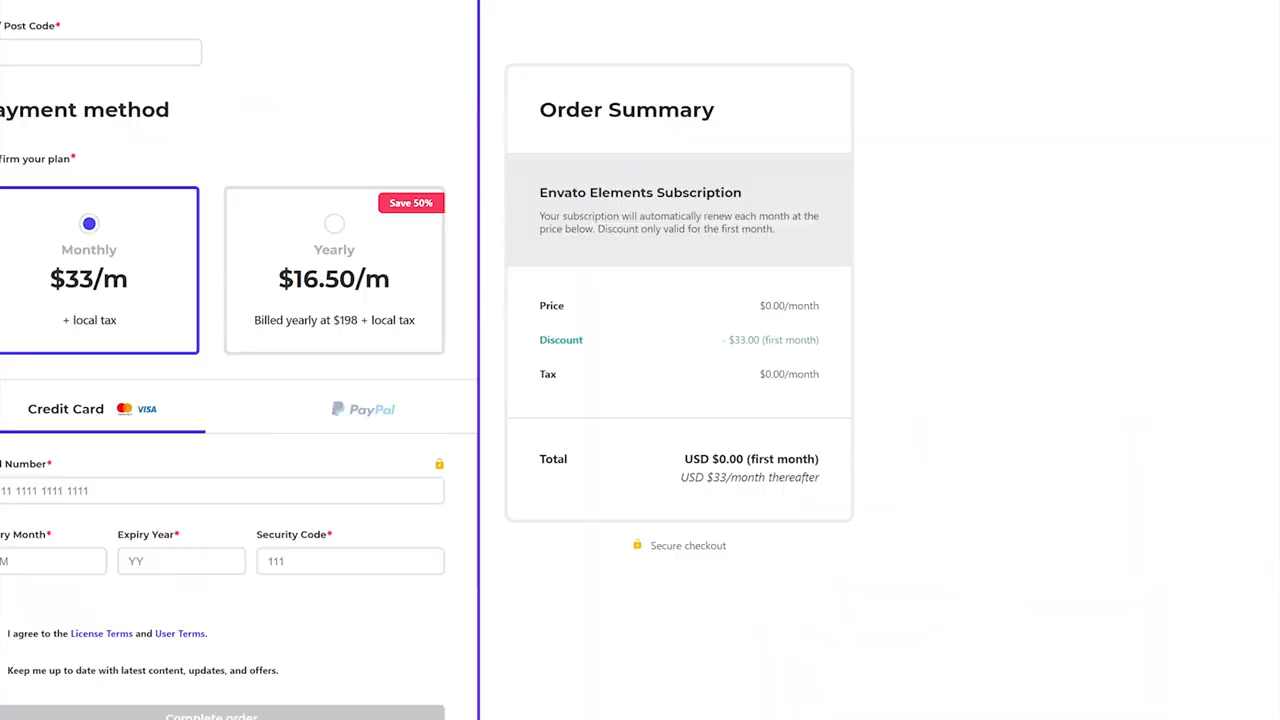 Post Code*
ayment method
firm your plan*
Monthly
$33/m
+ local tax
Save 50%
Yearly
$16.50/m
Billed yearly at $198 + local tax
Credit Card VISA
PayPal
Number*
11 1111 1111 1111
ry Month*
Expiry Year*
Security Code*
M
YY
111
I agree to the License Terms and User Terms.
Keep me up to date with latest content, updates, and offers.
Complete order
Order Summary
Envato Elements Subscription
Your subscription will automatically renew each month at the
price below. Discount only valid for the first month.
Price $0.00/month
Discount - $33.00 (first month)
Tax $0.00/month
Total USD $0.00 (first month)
USD $33/month thereafter
Secure checkout